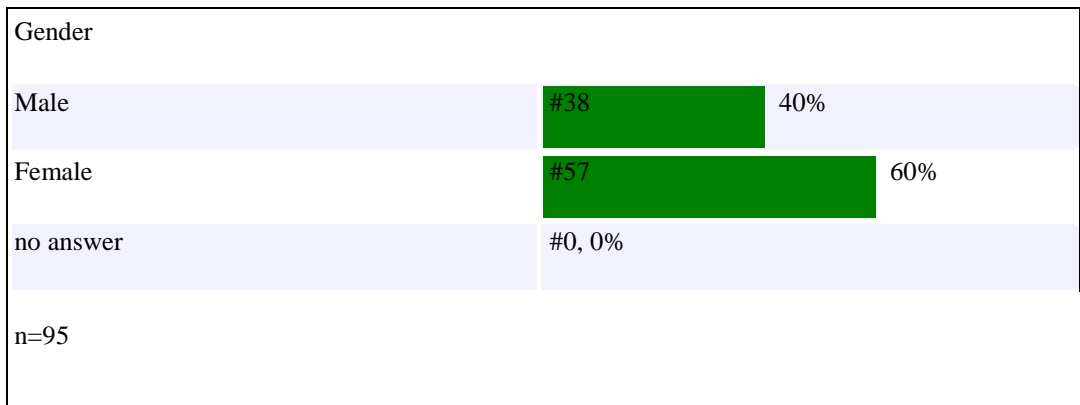 Gender
Male #38 40%
Female #57 60%
no answer #0, 0%
n=95